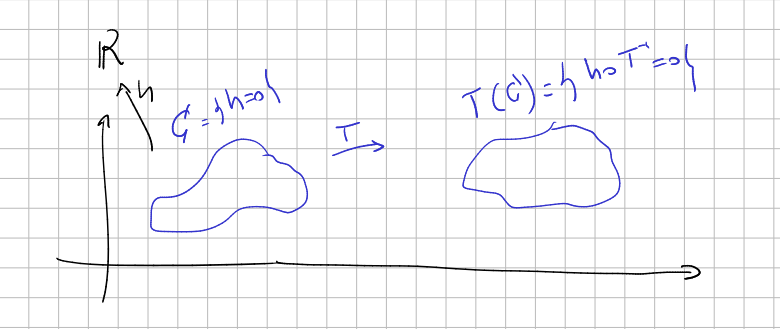 ℝ
h
C = {h=0}
T
T(C) = {h∘T⁻¹=0}